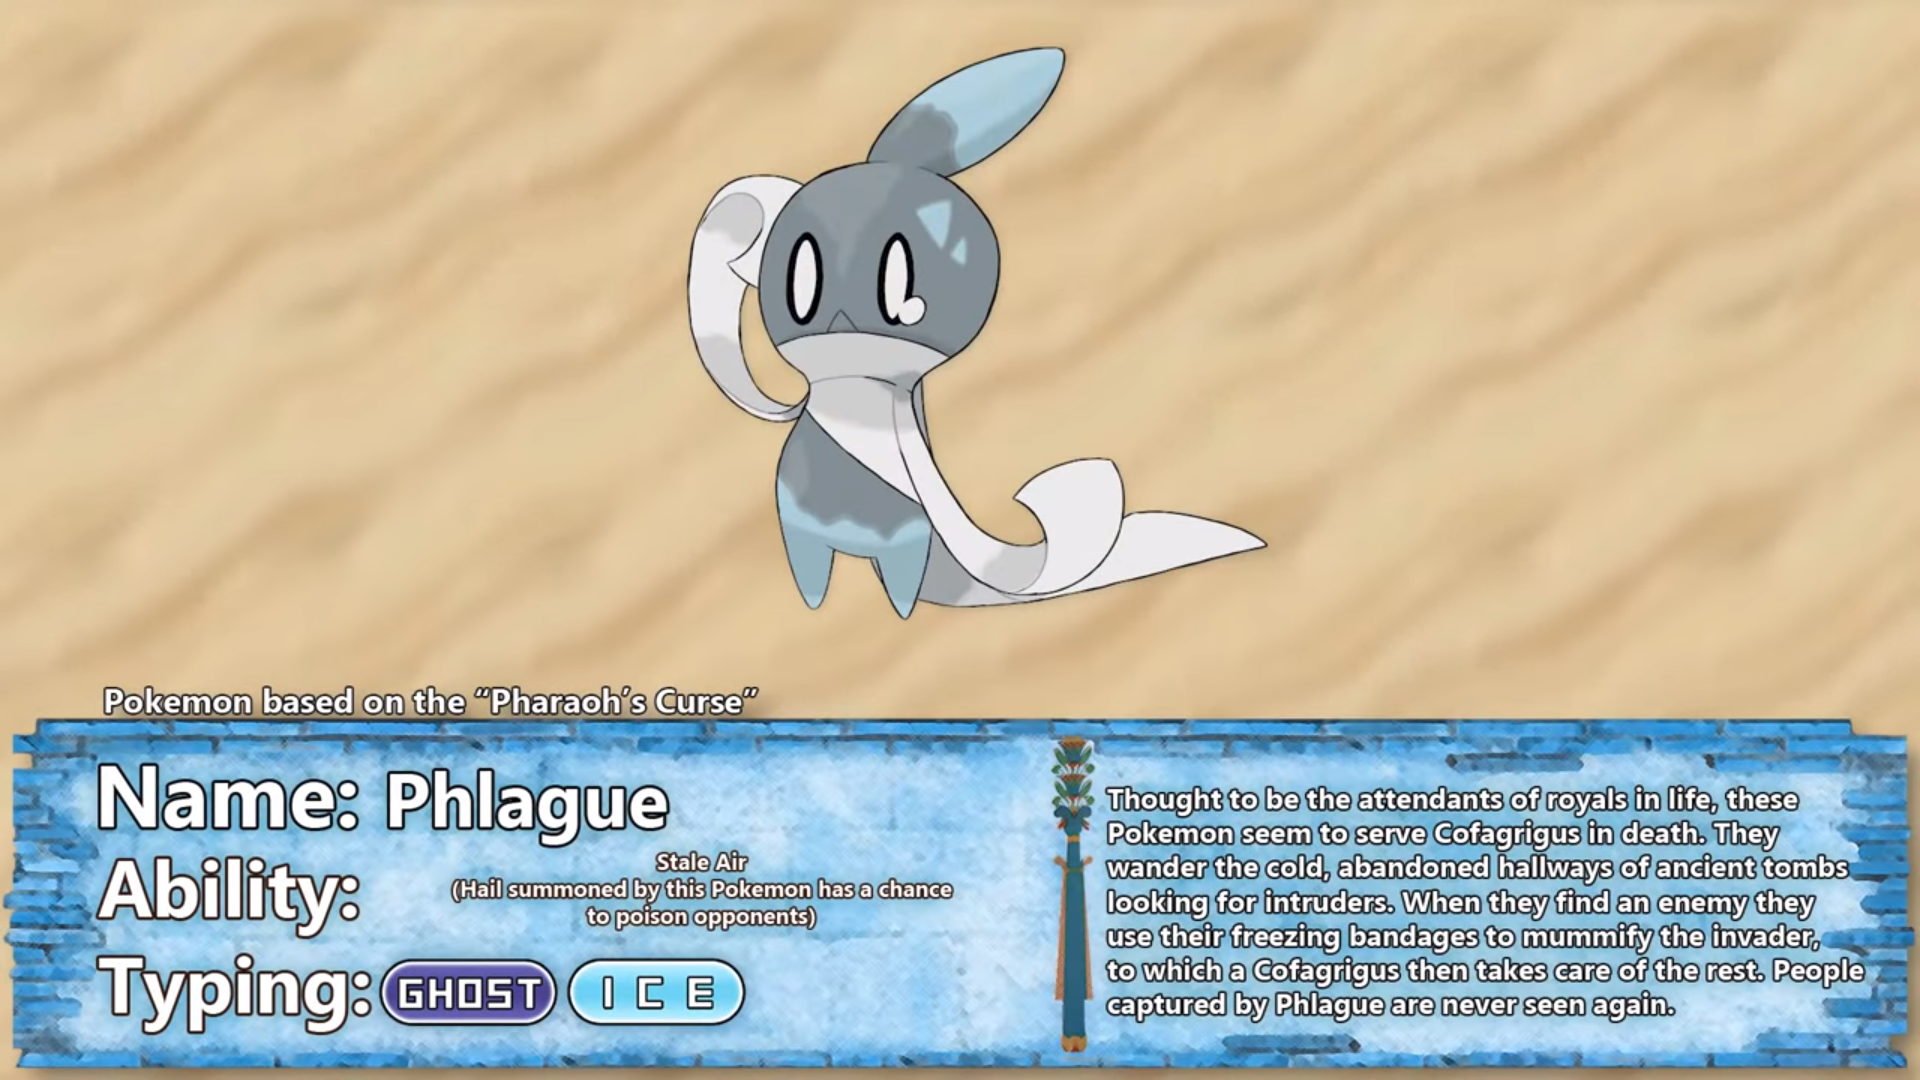 Pokemon based on the “Pharaoh’s Curse”
Name: Phlague
Ability:
Stale Air
(Hail summoned by this Pokemon has a chance
to poison opponents)
Typing: GHOST ICE
Thought to be the attendants of royals in life, these
Pokemon seem to serve Cofagrigus in death. They
wander the cold, abandoned hallways of ancient tombs
looking for intruders. When they find an enemy they
use their freezing bandages to mummify the invader,
to which a Cofagrigus then takes care of the rest. People
captured by Phlague are never seen again.